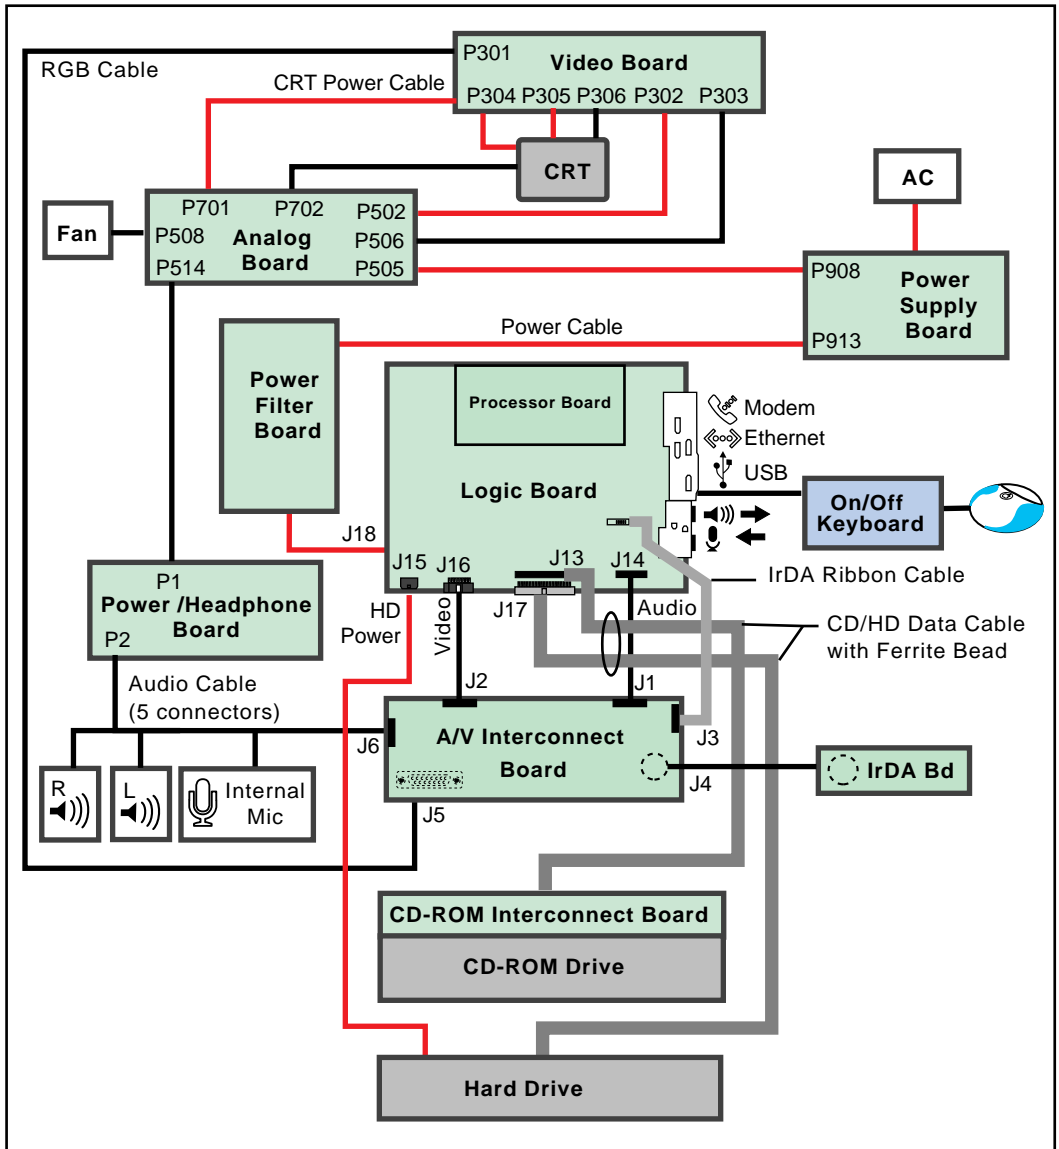 P301
RGB Cable
Video Board
CRT Power Cable
P304 P305 P306 P302 P303
CRT
AC
P701
P702
P502
Fan
P508
Analog
Board
P506
P514
P505
P908
Power
Supply
Board
P913
Power Cable
Power
Filter
Board
Processor Board
Modem
Ethernet
USB
Logic Board
On/Off
Keyboard
J18
J15
J16
J13
J14
IrDA Ribbon Cable
P1
Power /Headphone
Board
P2
HD
Power
Video
J17
Audio
CD/HD Data Cable
with Ferrite Bead
Audio Cable
(5 connectors)
J2
J1
J6
A/V Interconnect
Board
J3
J4
IrDA Bd
R
L
Internal
Mic
J5
CD-ROM Interconnect Board
CD-ROM Drive
Hard Drive